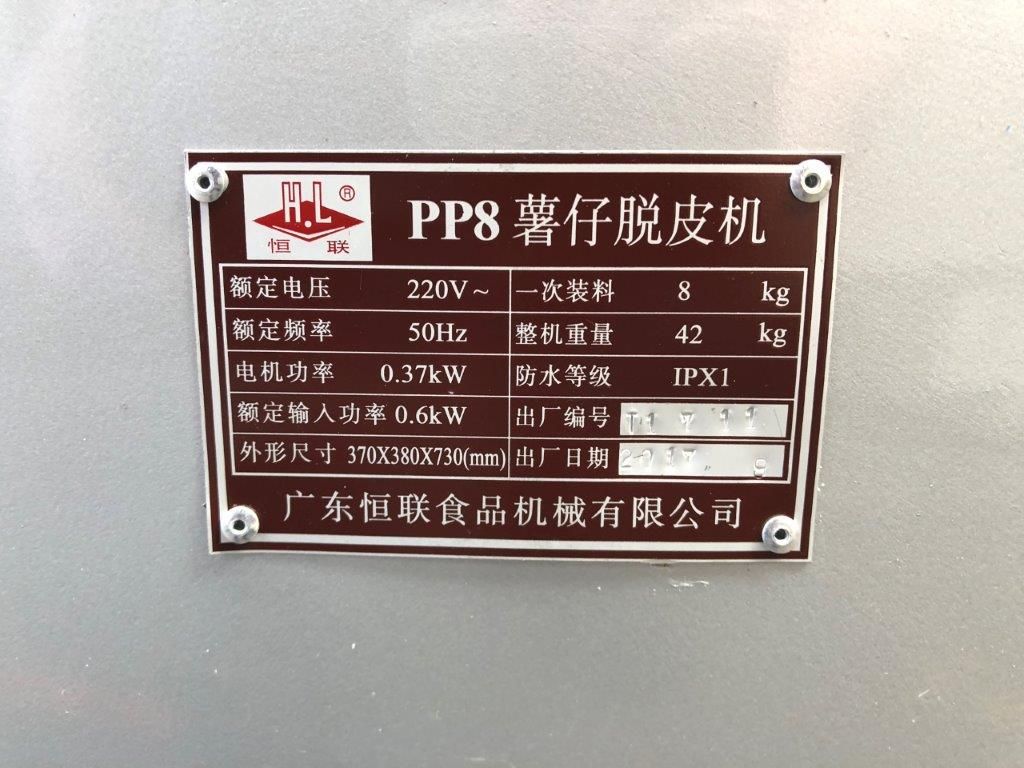 H.L®
恒联
PP8 薯仔脱皮机
额定电压 220V~ 一次装料 8 kg
额定频率 50Hz 整机重量 42 kg
电机功率 0.37kW 防水等级 IPX1
额定输入功率 0.6kW 出厂编号
外形尺寸 370X380X730(mm) 出厂日期 2017. 8
广东恒联食品机械有限公司